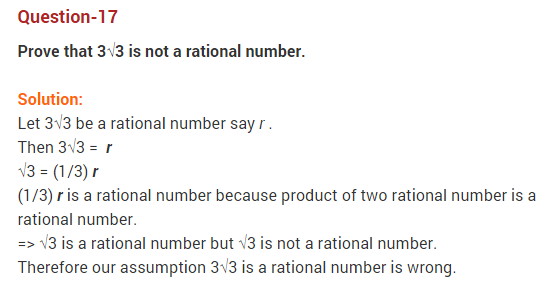 Question-17
Prove that 3√3 is not a rational number.
Solution:
Let 3√3 be a rational number say r .
Then 3√3 = r
√3 = (1/3) r
(1/3) r is a rational number because product of two rational number is a
rational number.
=> √3 is a rational number but √3 is not a rational number.
Therefore our assumption 3√3 is a rational number is wrong.